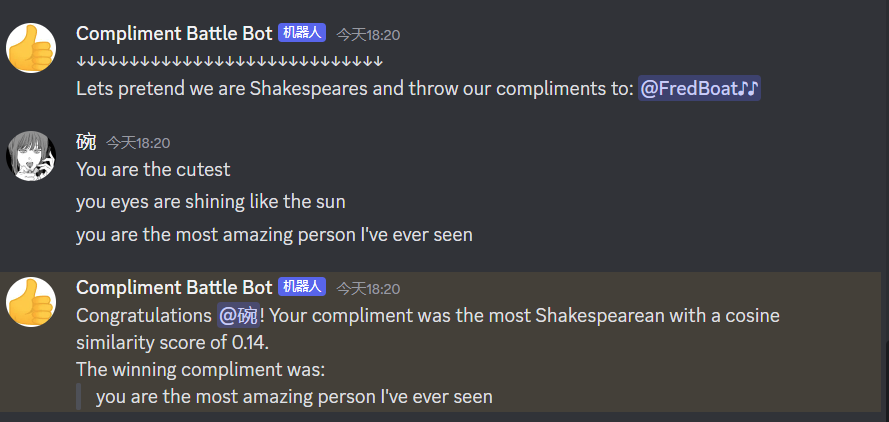 Compliment Battle Bot 机器人 今天18:20
↓↓↓↓↓↓↓↓↓↓↓↓↓↓↓↓↓↓↓↓↓↓↓↓↓↓↓↓↓
Lets pretend we are Shakespeares and throw our compliments to: @FredBoat♪♪
碗 今天18:20
You are the cutest
you eyes are shining like the sun
you are the most amazing person I've ever seen
Compliment Battle Bot 机器人 今天18:20
Congratulations @碗! Your compliment was the most Shakespearean with a cosine
similarity score of 0.14.
The winning compliment was:
you are the most amazing person I've ever seen